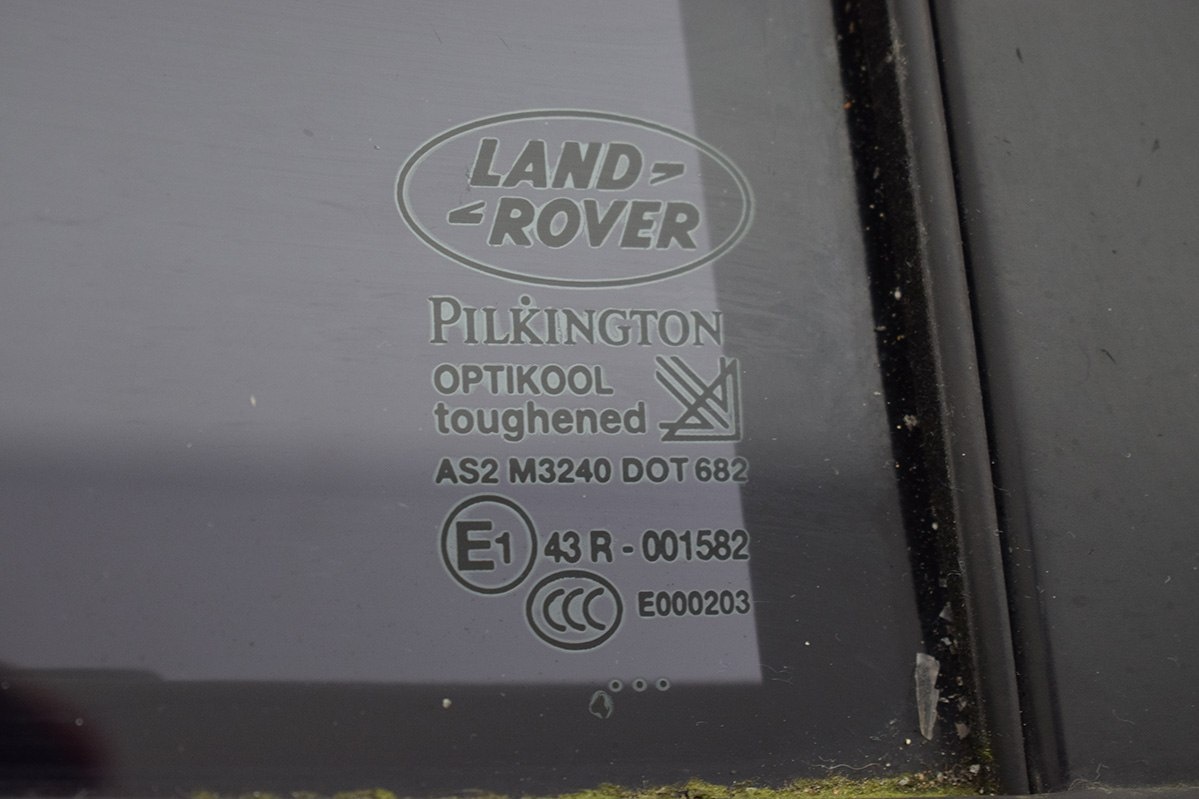 LAND
ROVER
PILKINGTON
OPTIKOOL
toughened
AS2 M3240 DOT 682
E1 43 R - 001582
CCC E000203